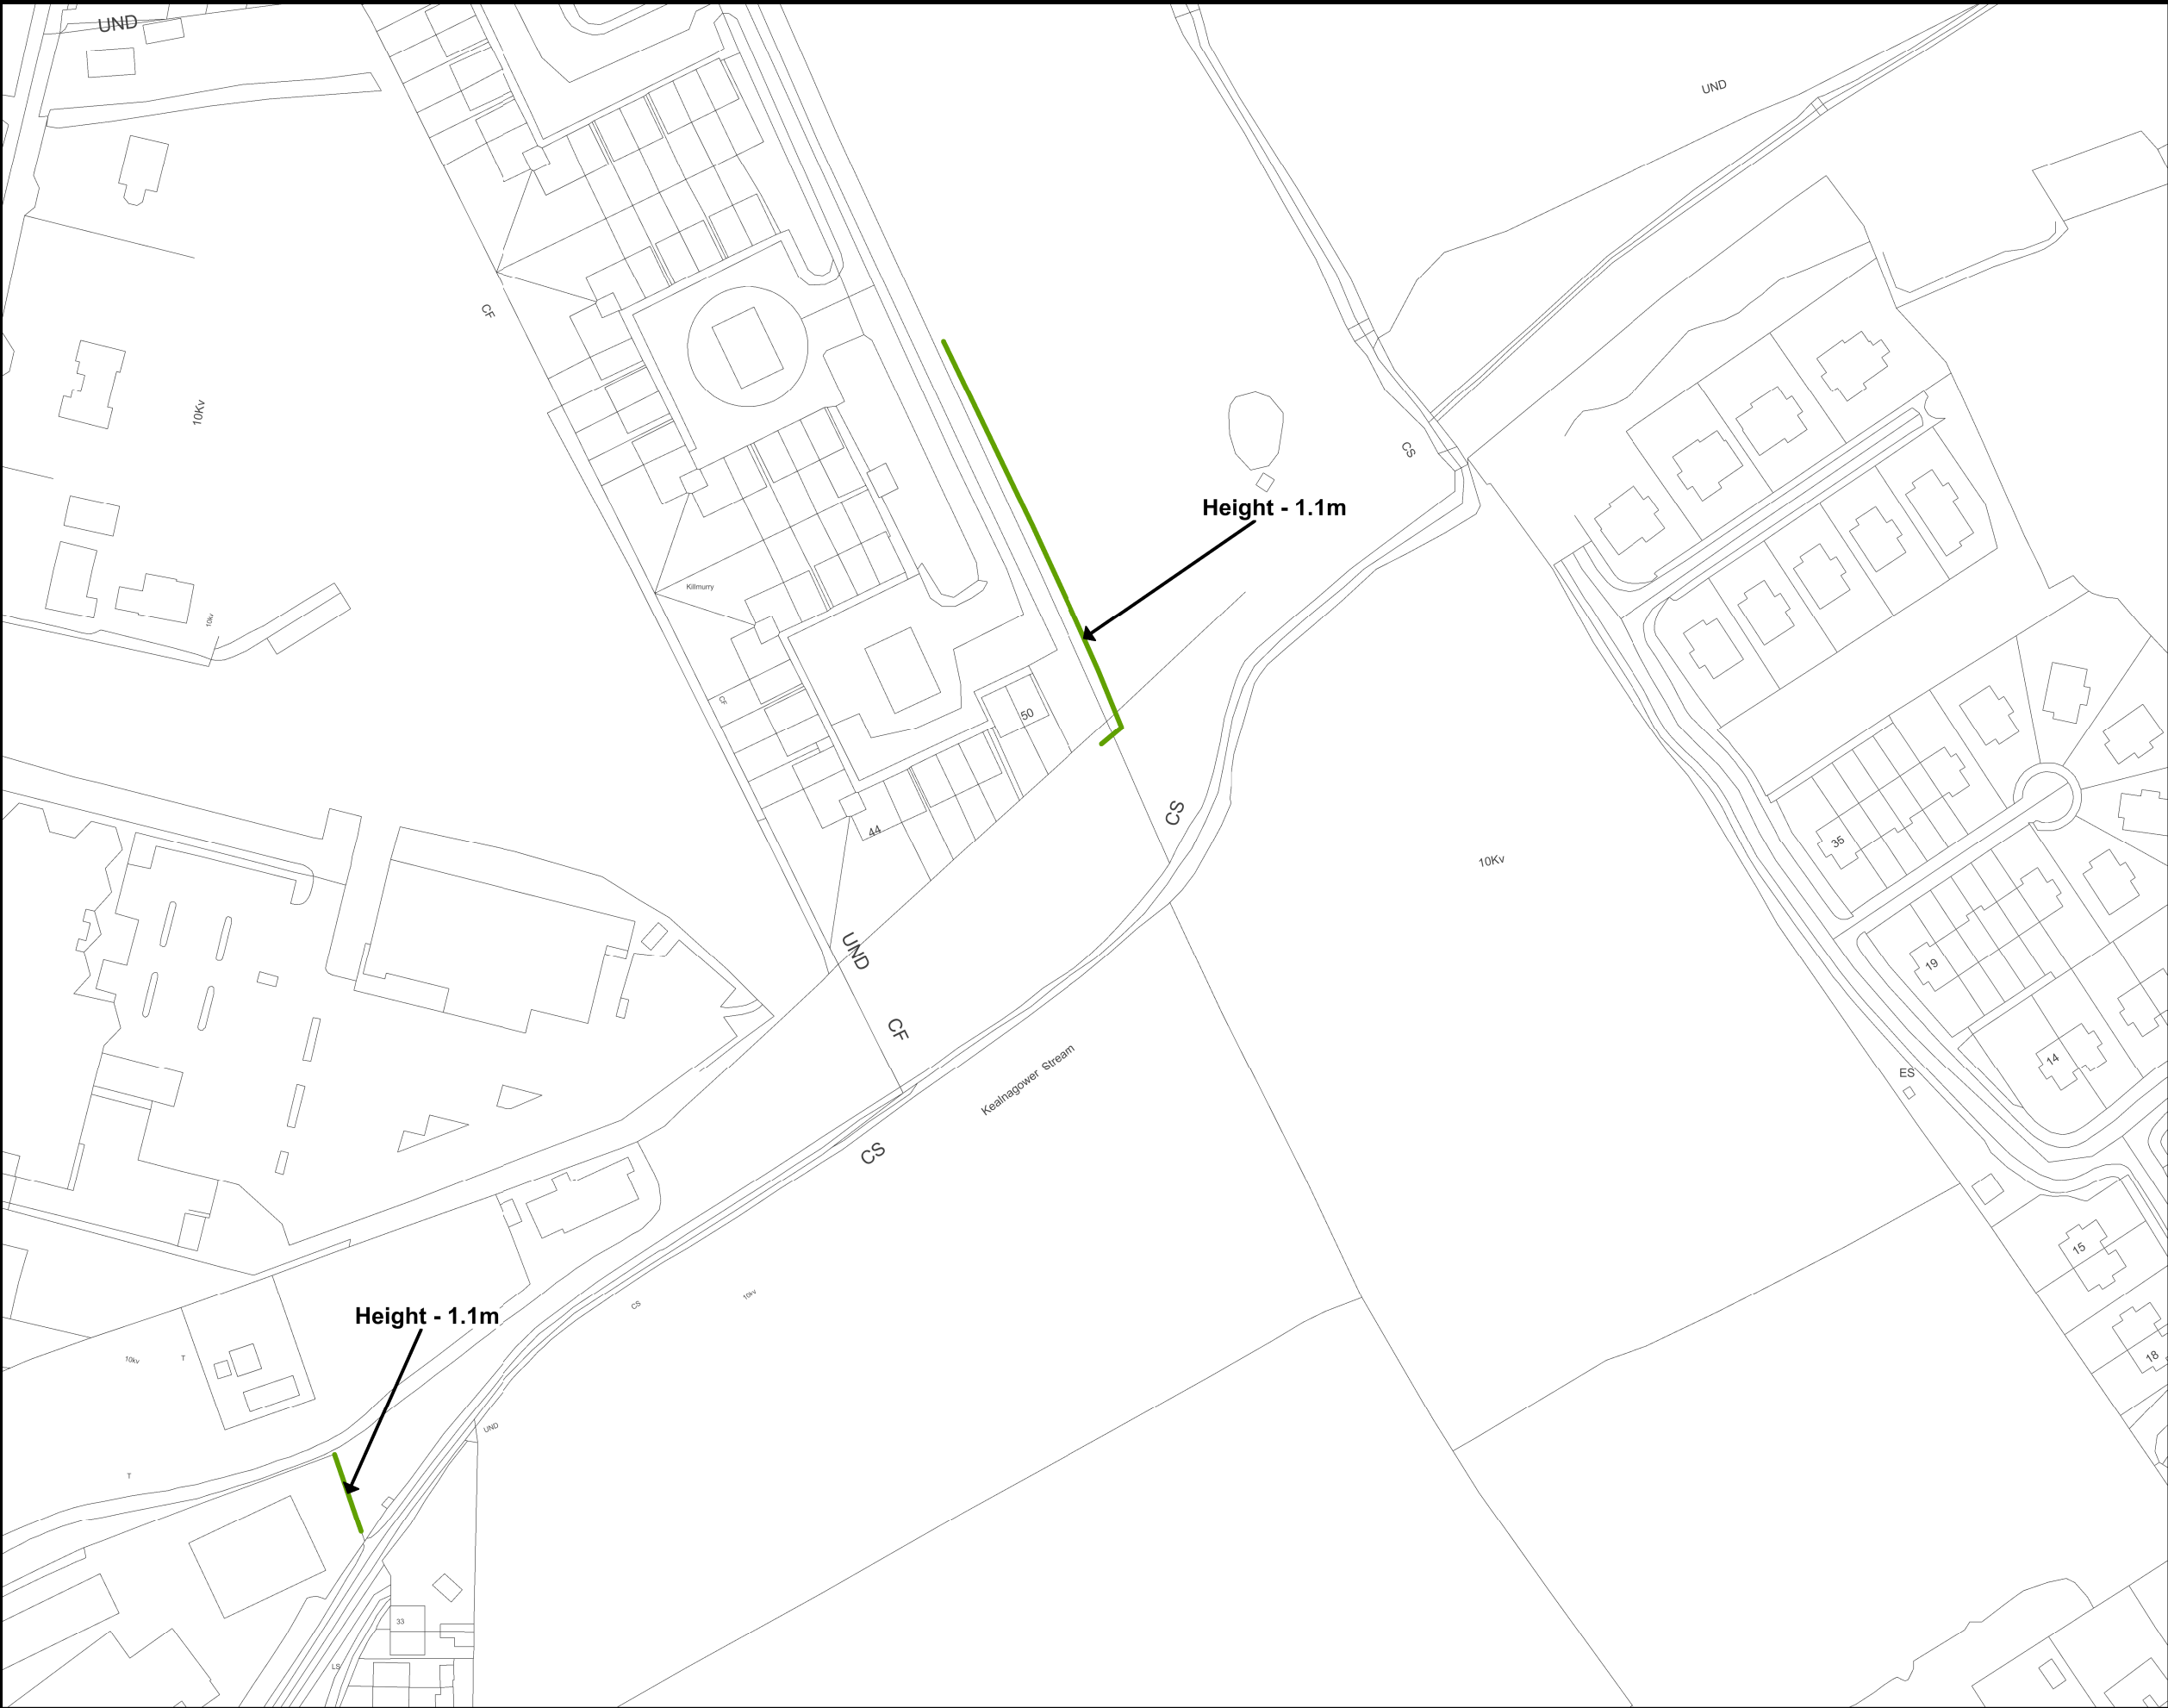 UND
UND
CF
10Kv
CS
Height - 1.1m
Killmurry
10kv
CF
50
44
CS
10Kv
35
UND
19
CF
Kealnagower Stream
14
ES
CS
15
10kv
CS
Height - 1.1m
18
10kv
T
UND
T
33
LS